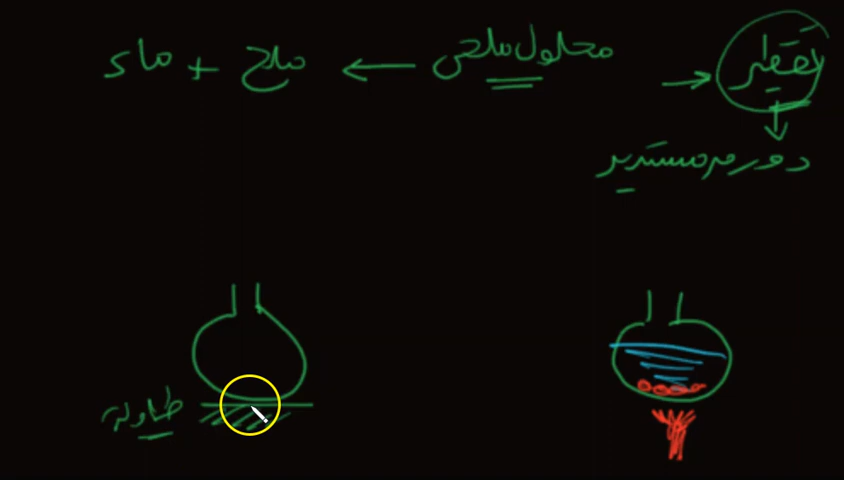 تقطير → محلول ملحي ← ملح + ماء
دورق مستدير
طاولة